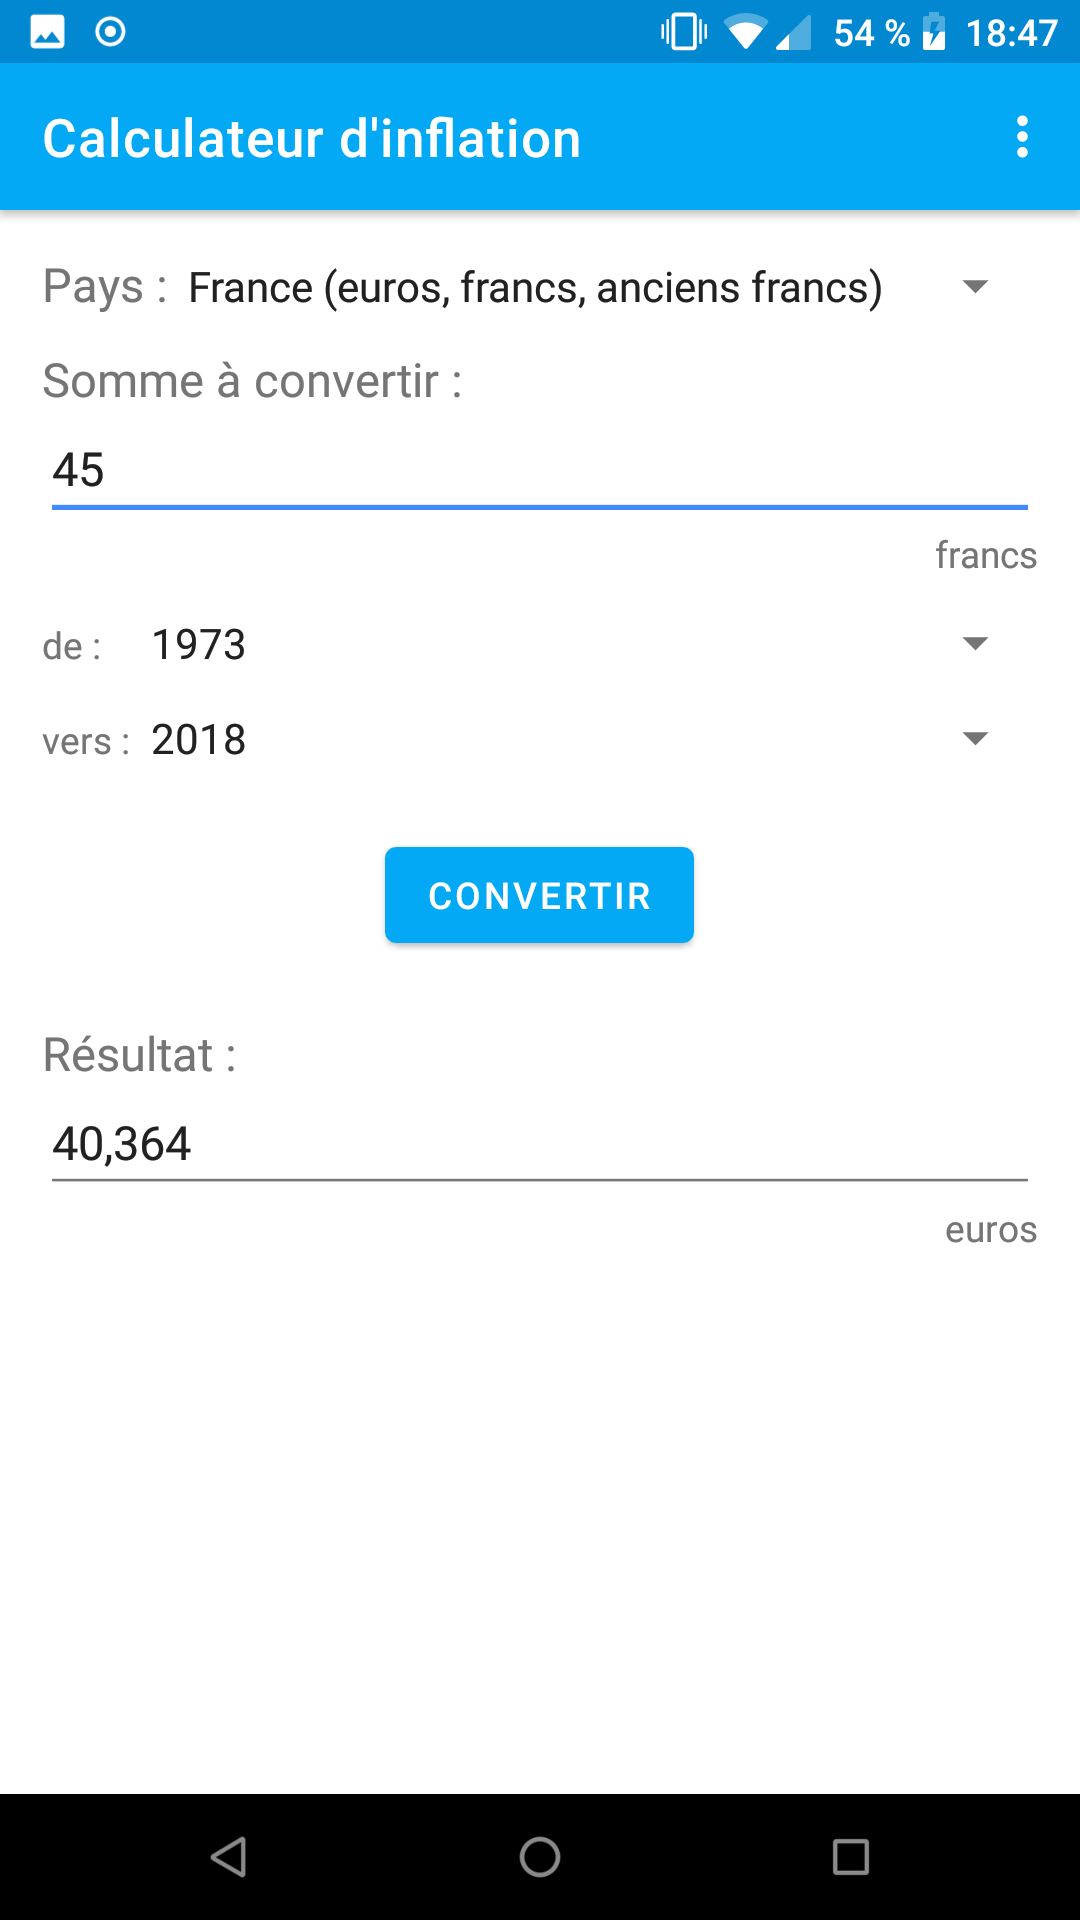 54 % 18:47
Calculateur d'inflation
Pays : France (euros, francs, anciens francs)
Somme à convertir :
45
francs
de : 1973
vers : 2018
CONVERTIR
Résultat :
40,364
euros